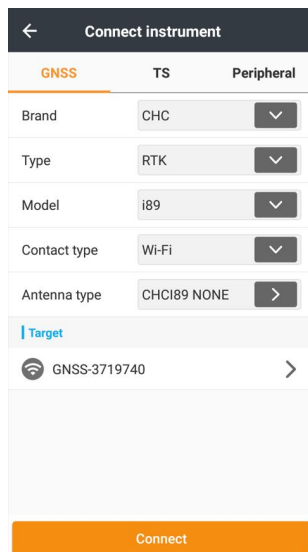 Connect instrument
GNSS TS Peripheral
Brand CHC
Type RTK
Model i89
Contact type Wi-Fi
Antenna type CHCI89 NONE
Target
GNSS-3719740
Connect